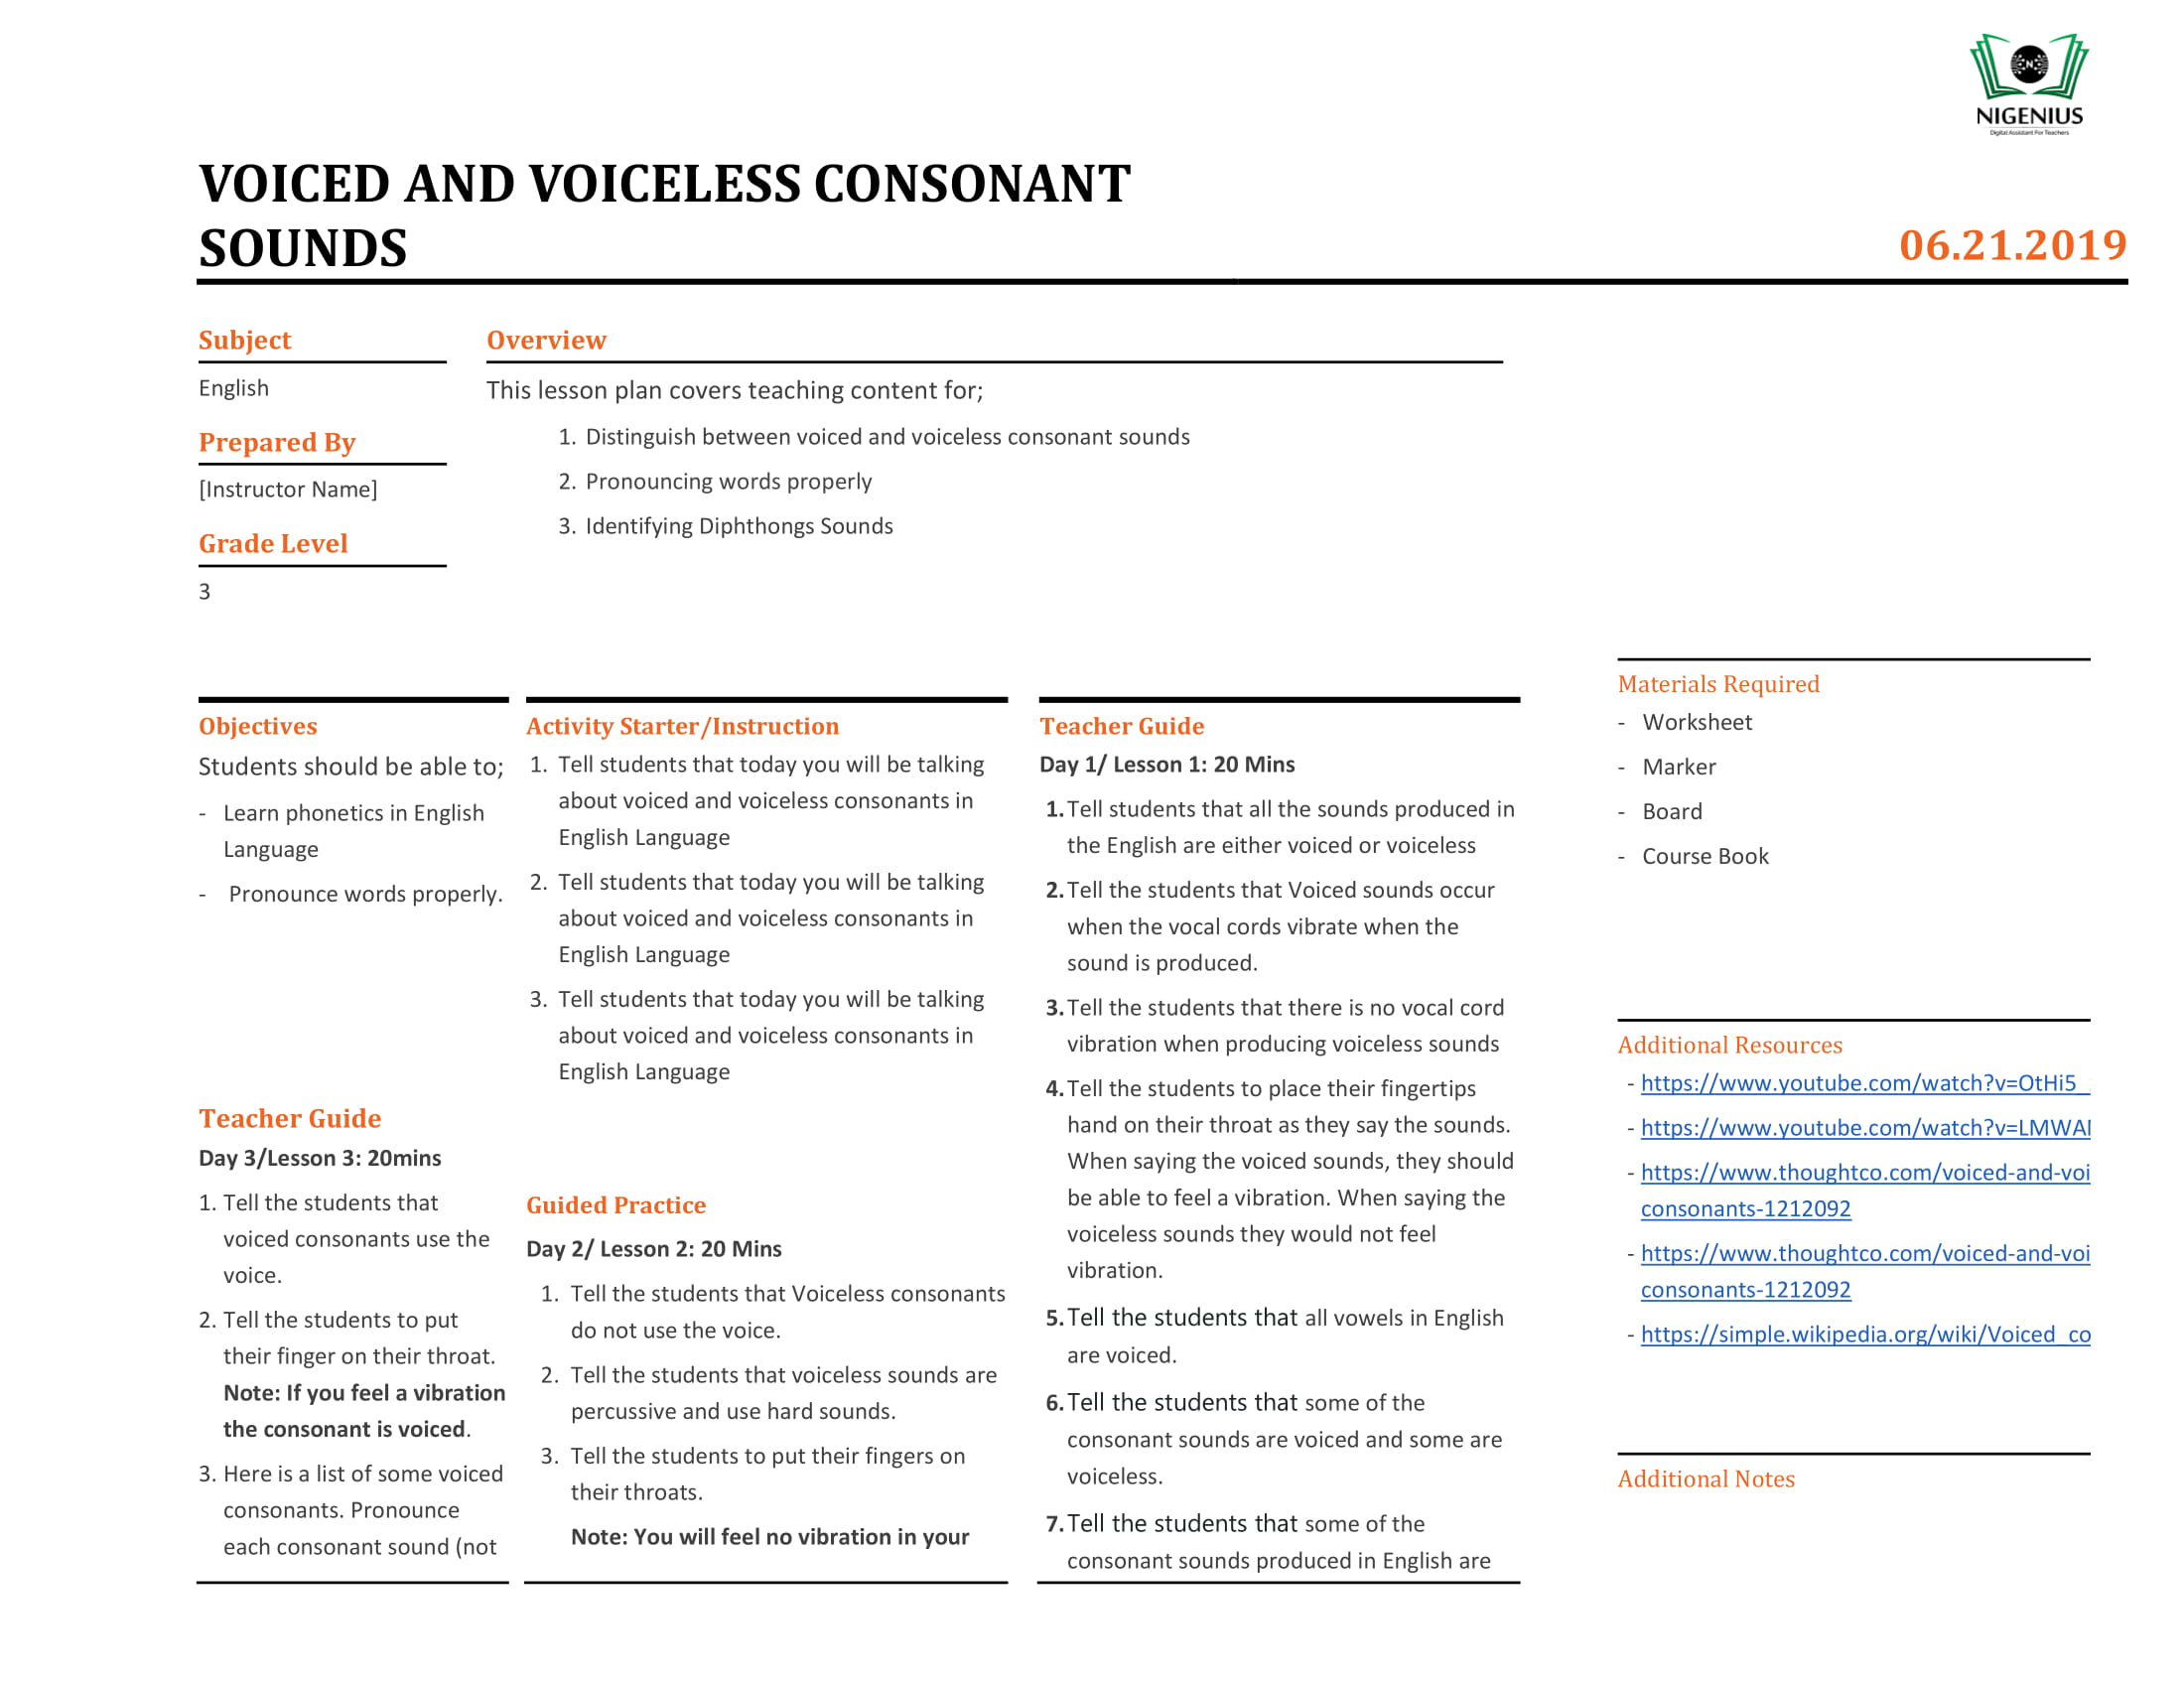 NIGENIUS
Digital Assistant For Teachers
VOICED AND VOICELESS CONSONANT
SOUNDS
06.21.2019
Subject
English
Prepared By
[Instructor Name]
Grade Level
3
Overview
This lesson plan covers teaching content for;
1. Distinguish between voiced and voiceless consonant sounds
2. Pronouncing words properly
3. Identifying Diphthongs Sounds
Objectives
Students should be able to;
- Learn phonetics in English
Language
- Pronounce words properly.
Teacher Guide
Day 3/Lesson 3: 20mins
1. Tell the students that
voiced consonants use the
voice.
2. Tell the students to put
their finger on their throat.
Note: If you feel a vibration
the consonant is voiced.
3. Here is a list of some voiced
consonants. Pronounce
each consonant sound (not
Activity Starter/Instruction
1. Tell students that today you will be talking
about voiced and voiceless consonants in
English Language
2. Tell students that today you will be talking
about voiced and voiceless consonants in
English Language
3. Tell students that today you will be talking
about voiced and voiceless consonants in
English Language
Guided Practice
Day 2/ Lesson 2: 20 Mins
1. Tell the students that Voiceless consonants
do not use the voice.
2. Tell the students that voiceless sounds are
percussive and use hard sounds.
3. Tell the students to put their fingers on
their throats.
Note: You will feel no vibration in your
Teacher Guide
Day 1/ Lesson 1: 20 Mins
1. Tell students that all the sounds produced in
the English are either voiced or voiceless
2. Tell the students that Voiced sounds occur
when the vocal cords vibrate when the
sound is produced.
3. Tell the students that there is no vocal cord
vibration when producing voiceless sounds
4. Tell the students to place their fingertips
hand on their throat as they say the sounds.
When saying the voiced sounds, they should
be able to feel a vibration. When saying the
voiceless sounds they would not feel
vibration.
5. Tell the students that all vowels in English
are voiced.
6. Tell the students that some of the
consonant sounds are voiced and some are
voiceless.
7. Tell the students that some of the
consonant sounds produced in English are
Materials Required
- Worksheet
- Marker
- Board
- Course Book
Additional Resources
- https://www.youtube.com/watch?v=OtHi5_
- https://www.youtube.com/watch?v=LMWA
- https://www.thoughtco.com/voiced-and-voi
consonants-1212092
- https://www.thoughtco.com/voiced-and-voi
consonants-1212092
- https://simple.wikipedia.org/wiki/Voiced_co
Additional Notes